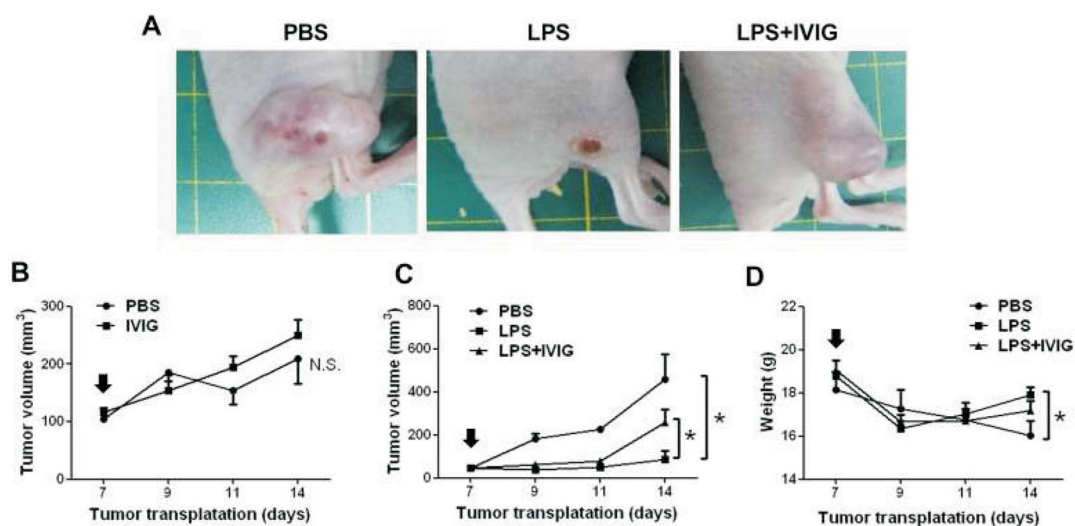 A
PBS
LPS
LPS+IVIG
B
PBS
IVIG
Tumor volume (mm³)
300
200
100
0
N.S.
7
9
11
14
Tumor transplatation (days)
C
PBS
LPS
LPS+IVIG
Tumor volume (mm³)
800
600
400
200
0
*
*
7
9
11
14
Tumor transplatation (days)
D
PBS
LPS
LPS+IVIG
Weight (g)
22
20
18
16
14
*
7
9
11
14
Tumor transplatation (days)